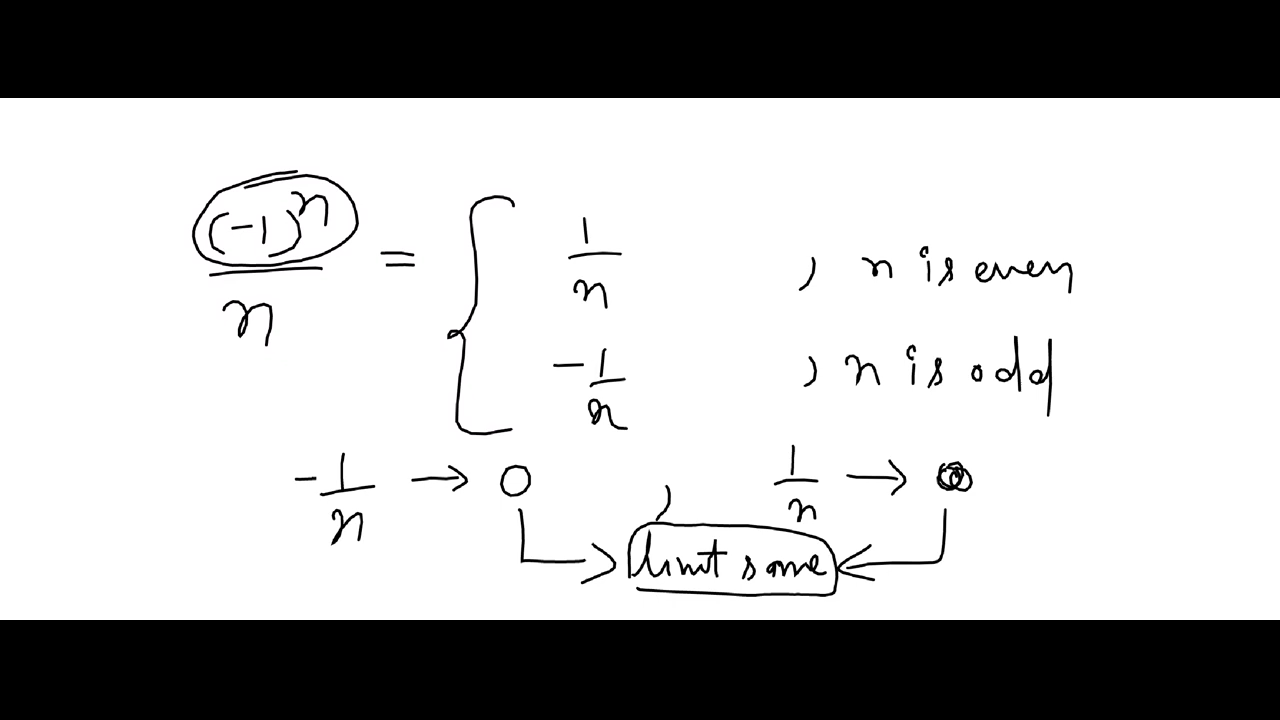 (-1)^n / n = { 1/n , n is even
-1/n , n is odd
-1/n → 0 , 1/n → 0
limit same